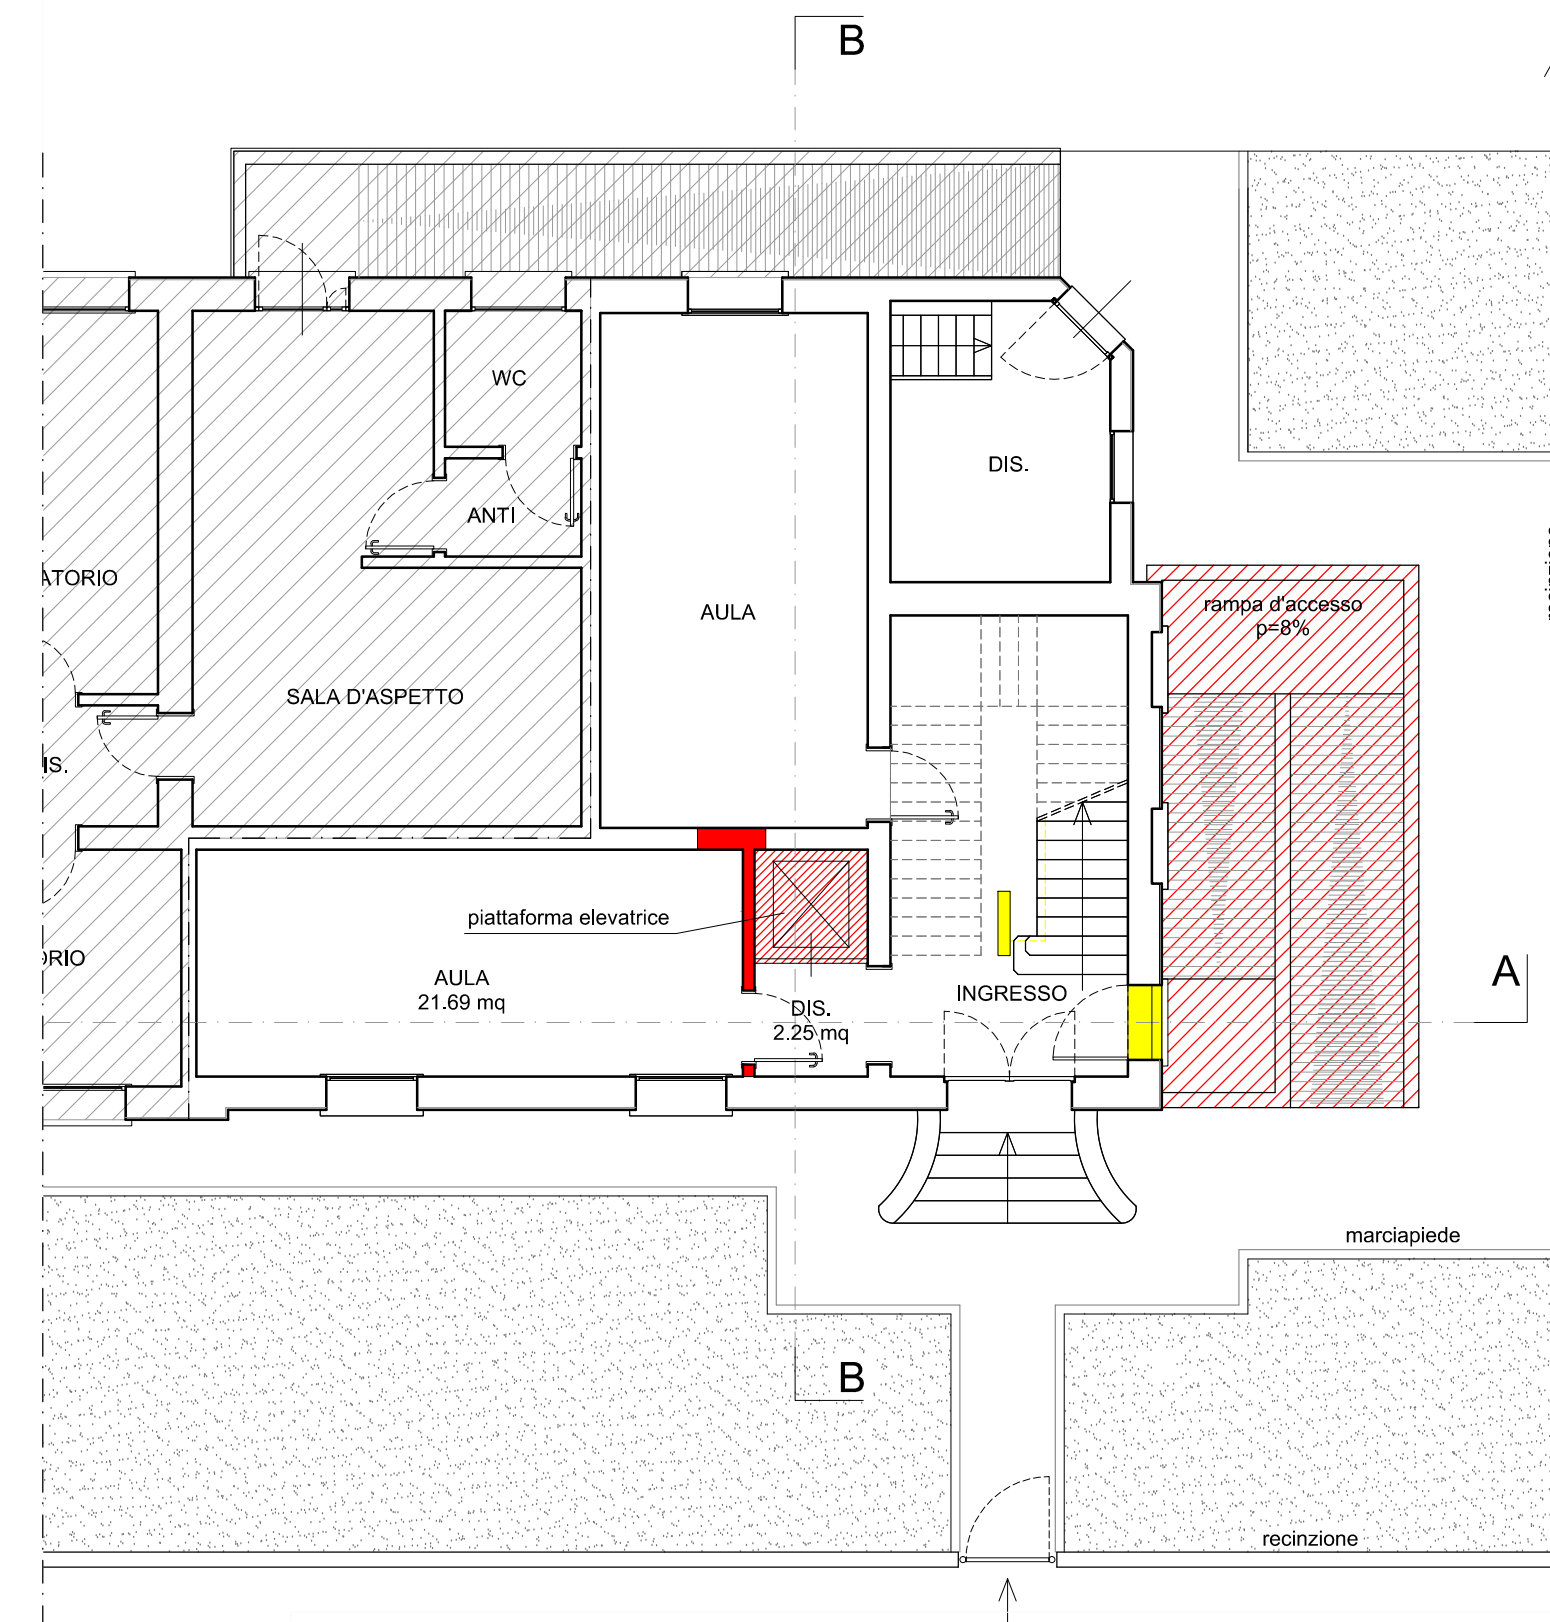 B
WC
DIS.
ANTI
ATORIO
rampa d'accesso
p=8%
AULA
SALA D'ASPETTO
IS.
piattaforma elevatrice
ORIO
AULA
21.69 mq
INGRESSO
A
DIS.
2.25 mq
marciapiede
B
recinzione